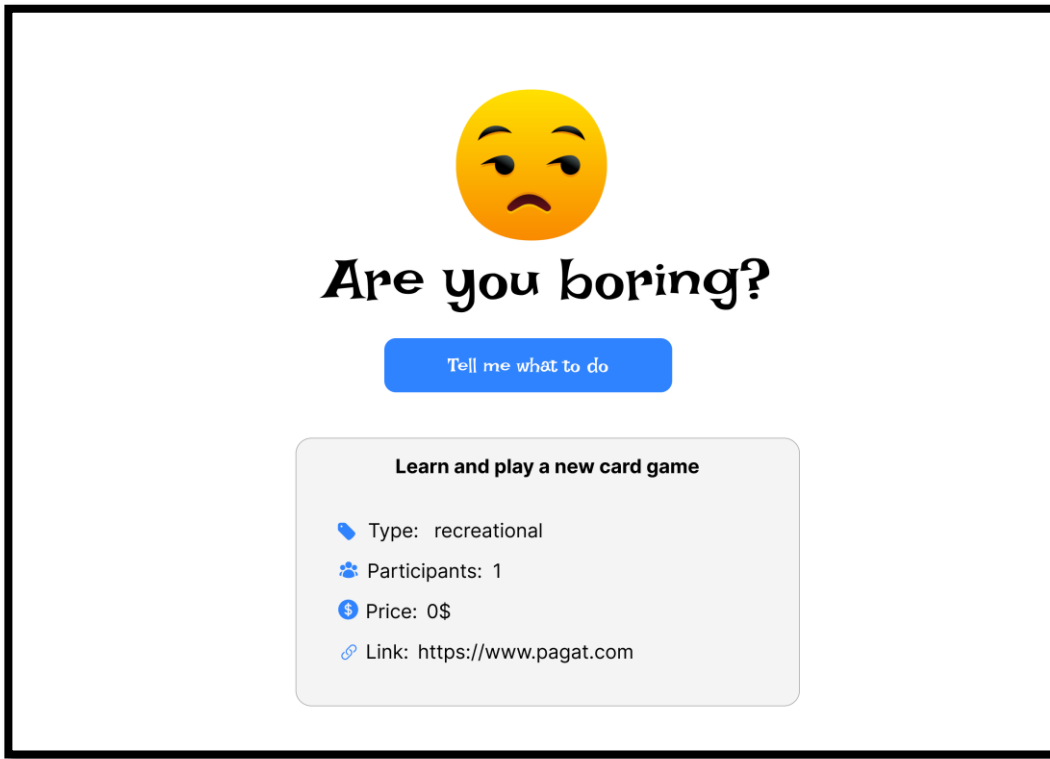 Are you boring?
Tell me what to do
Learn and play a new card game
Type: recreational
Participants: 1
Price: 0$
Link: https://www.pagat.com